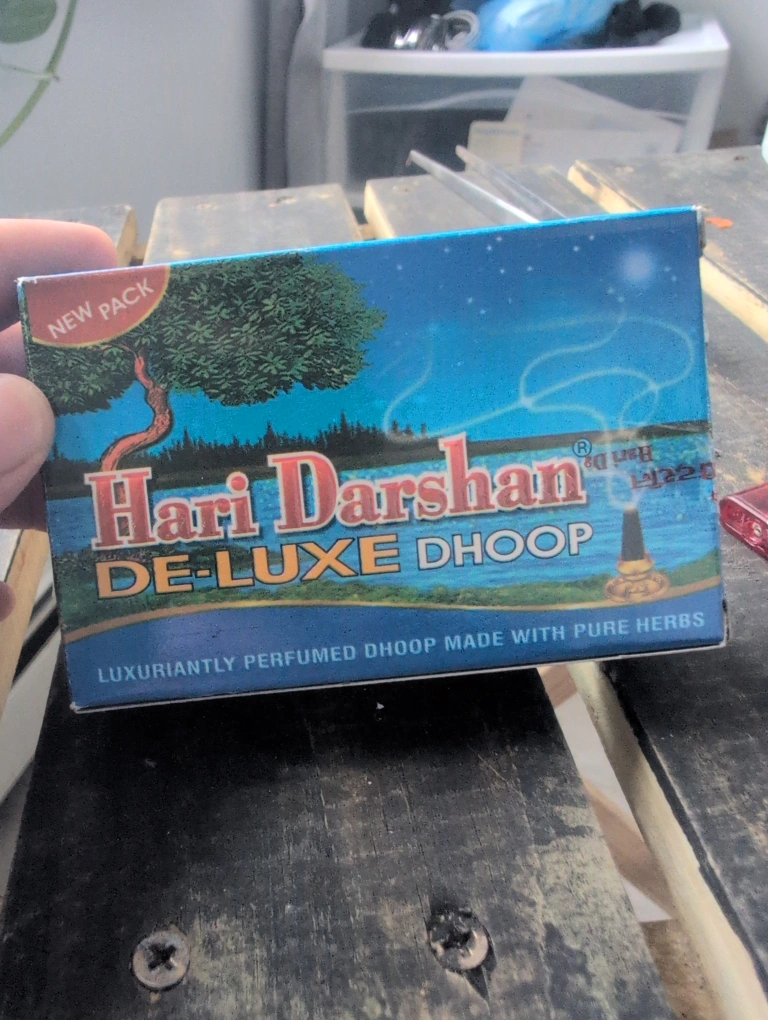 NEW PACK
Hari Darshan®
DE-LUXE DHOOP
LUXURIANTLY PERFUMED DHOOP MADE WITH PURE HERBS